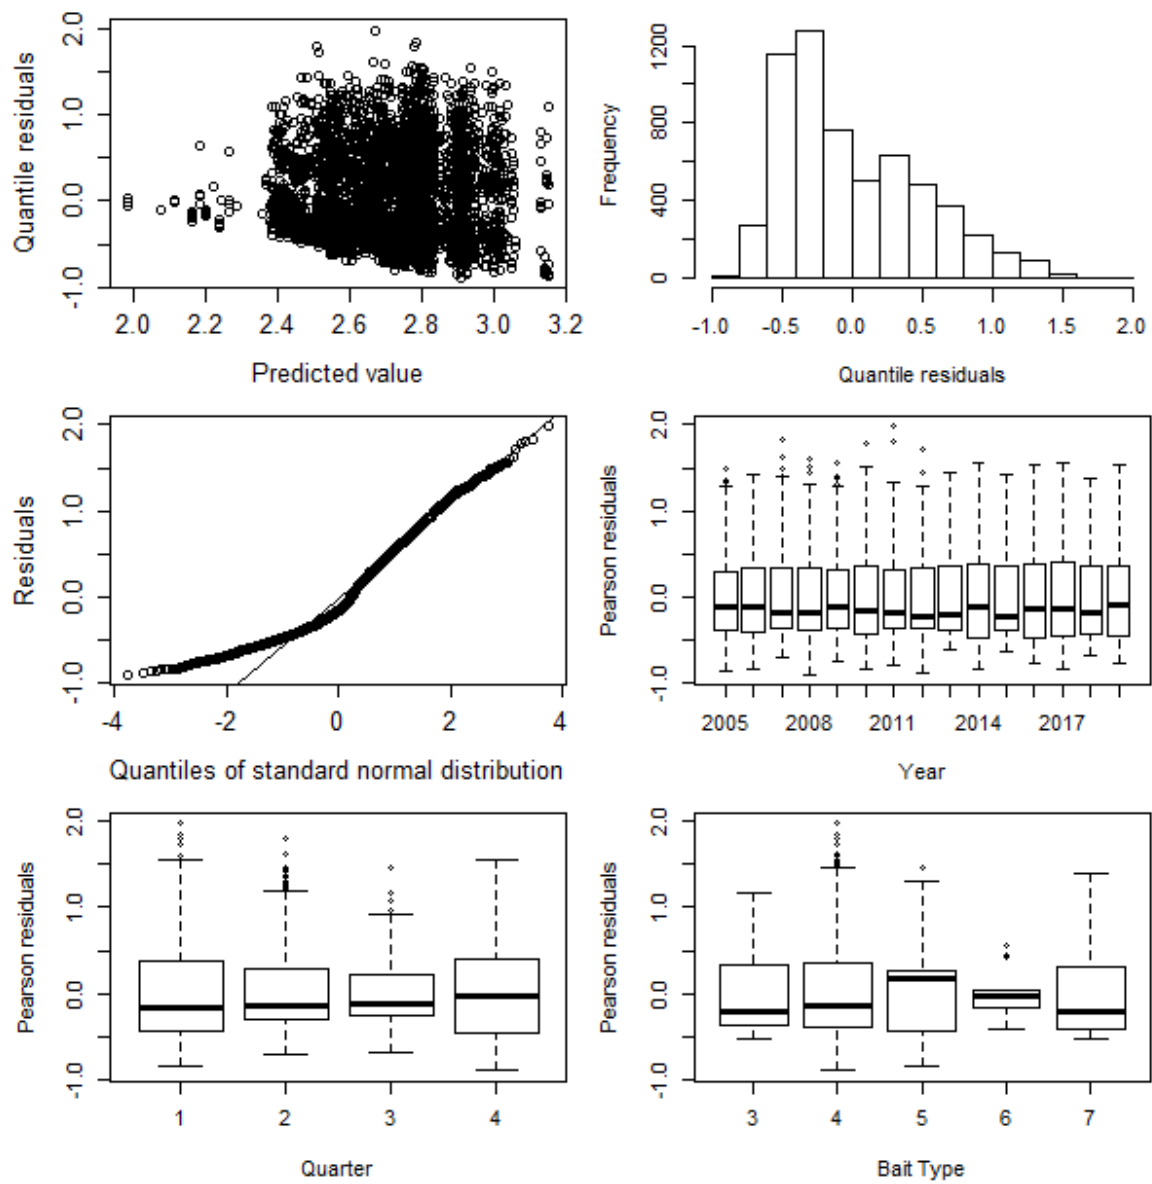 2.0
1.0
0.0
-1.0
Quantile residuals
2.0 2.2 2.4 2.6 2.8 3.0 3.2
Predicted value
1200
800
400
0
Frequency
-1.0 -0.5 0.0 0.5 1.0 1.5 2.0
Quantile residuals
2.0
1.0
0.0
-1.0
Residuals
-4 -2 0 2 4
Quantiles of standard normal distribution
2.0
1.0
0.0
-1.0
Pearson residuals
2005 2008 2011 2014 2017
Year
2.0
1.0
0.0
-1.0
Pearson residuals
1 2 3 4
Quarter
2.0
1.0
0.0
-1.0
Pearson residuals
3 4 5 6 7
Bait Type